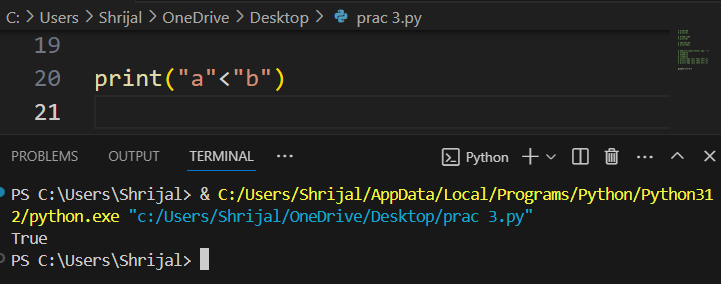 C: > Users > Shrijal > OneDrive > Desktop > prac 3.py
19
20 print("a"<"b")
21
PROBLEMS OUTPUT TERMINAL ··· Python
PS C:\Users\Shrijal> & C:/Users/Shrijal/AppData/Local/Programs/Python/Python31
2/python.exe "c:/Users/Shrijal/OneDrive/Desktop/prac 3.py"
True
PS C:\Users\Shrijal>